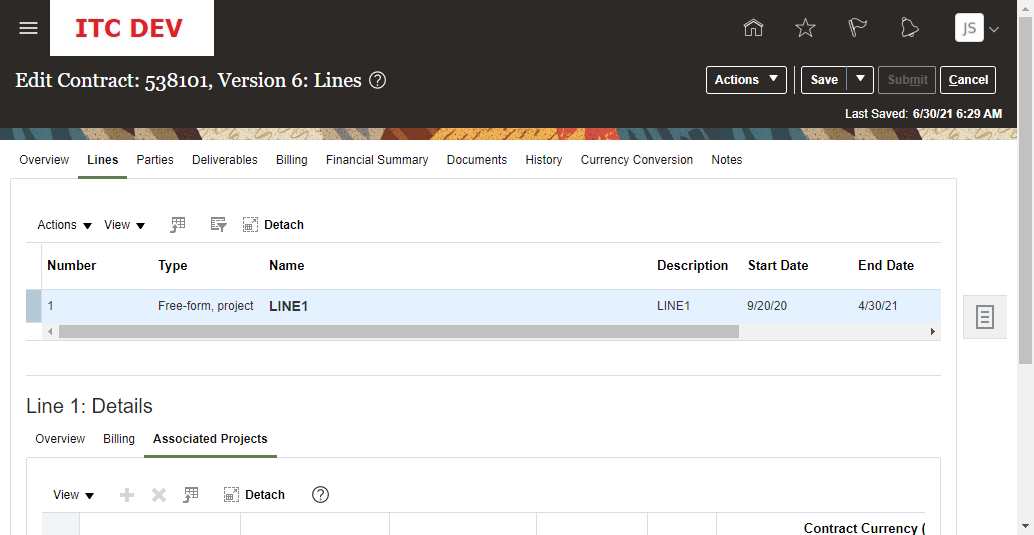 ITC DEV
JS
Edit Contract: 538101, Version 6: Lines ?
Actions Save Submit Cancel
Last Saved: 6/30/21 6:29 AM
Overview Lines Parties Deliverables Billing Financial Summary Documents History Currency Conversion Notes
Actions View Detach
Number Type Name Description Start Date End Date
1 Free-form, project LINE1 LINE1 9/20/20 4/30/21
Line 1: Details
Overview Billing Associated Projects
View Detach ?
Contract Currency (